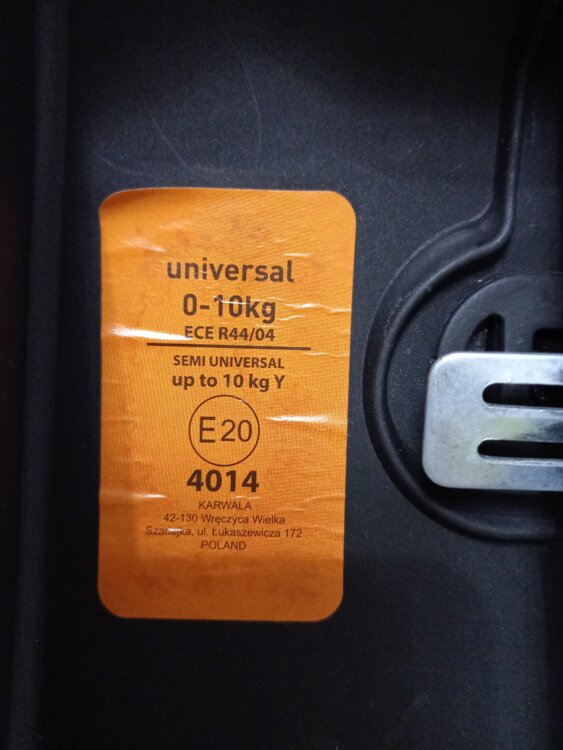 universal
0-10kg
ECE R44/04
SEMI UNIVERSAL
up to 10 kg Y
E20
4014
KARWALA
42-130 Wręczyca Wielka
Szarlejka, ul. Łukaszewicza 172
POLAND